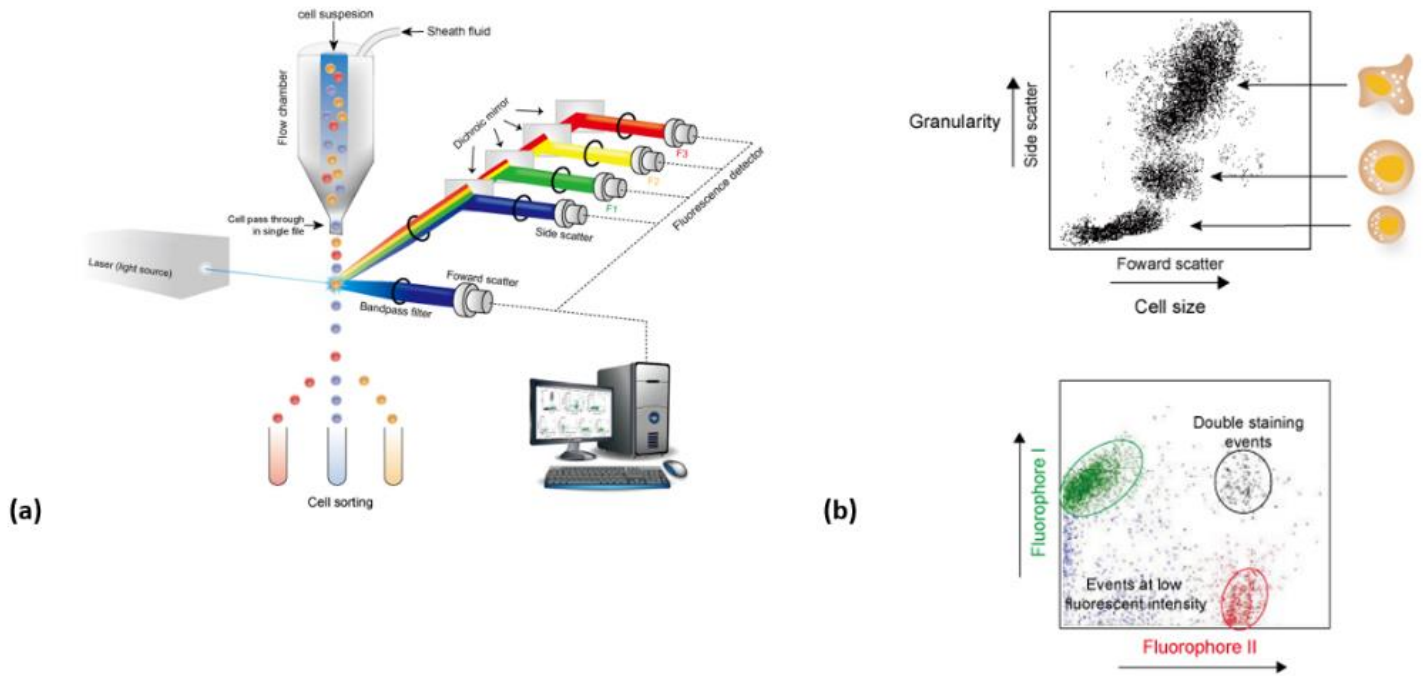 cell suspesion
Sheath fluid
Flow chamber
Cell pass through
in single file
Laser (light source)
Dichroic mirror
F3
F2
F1
Fluorescence detector
Side scatter
Foward scatter
Bandpass filter
Cell sorting
(a)
Granularity
Side scatter
Foward scatter
Cell size
(b)
Double staining
events
Fluorophore I
Events at low
fluorescent intensity
Fluorophore II